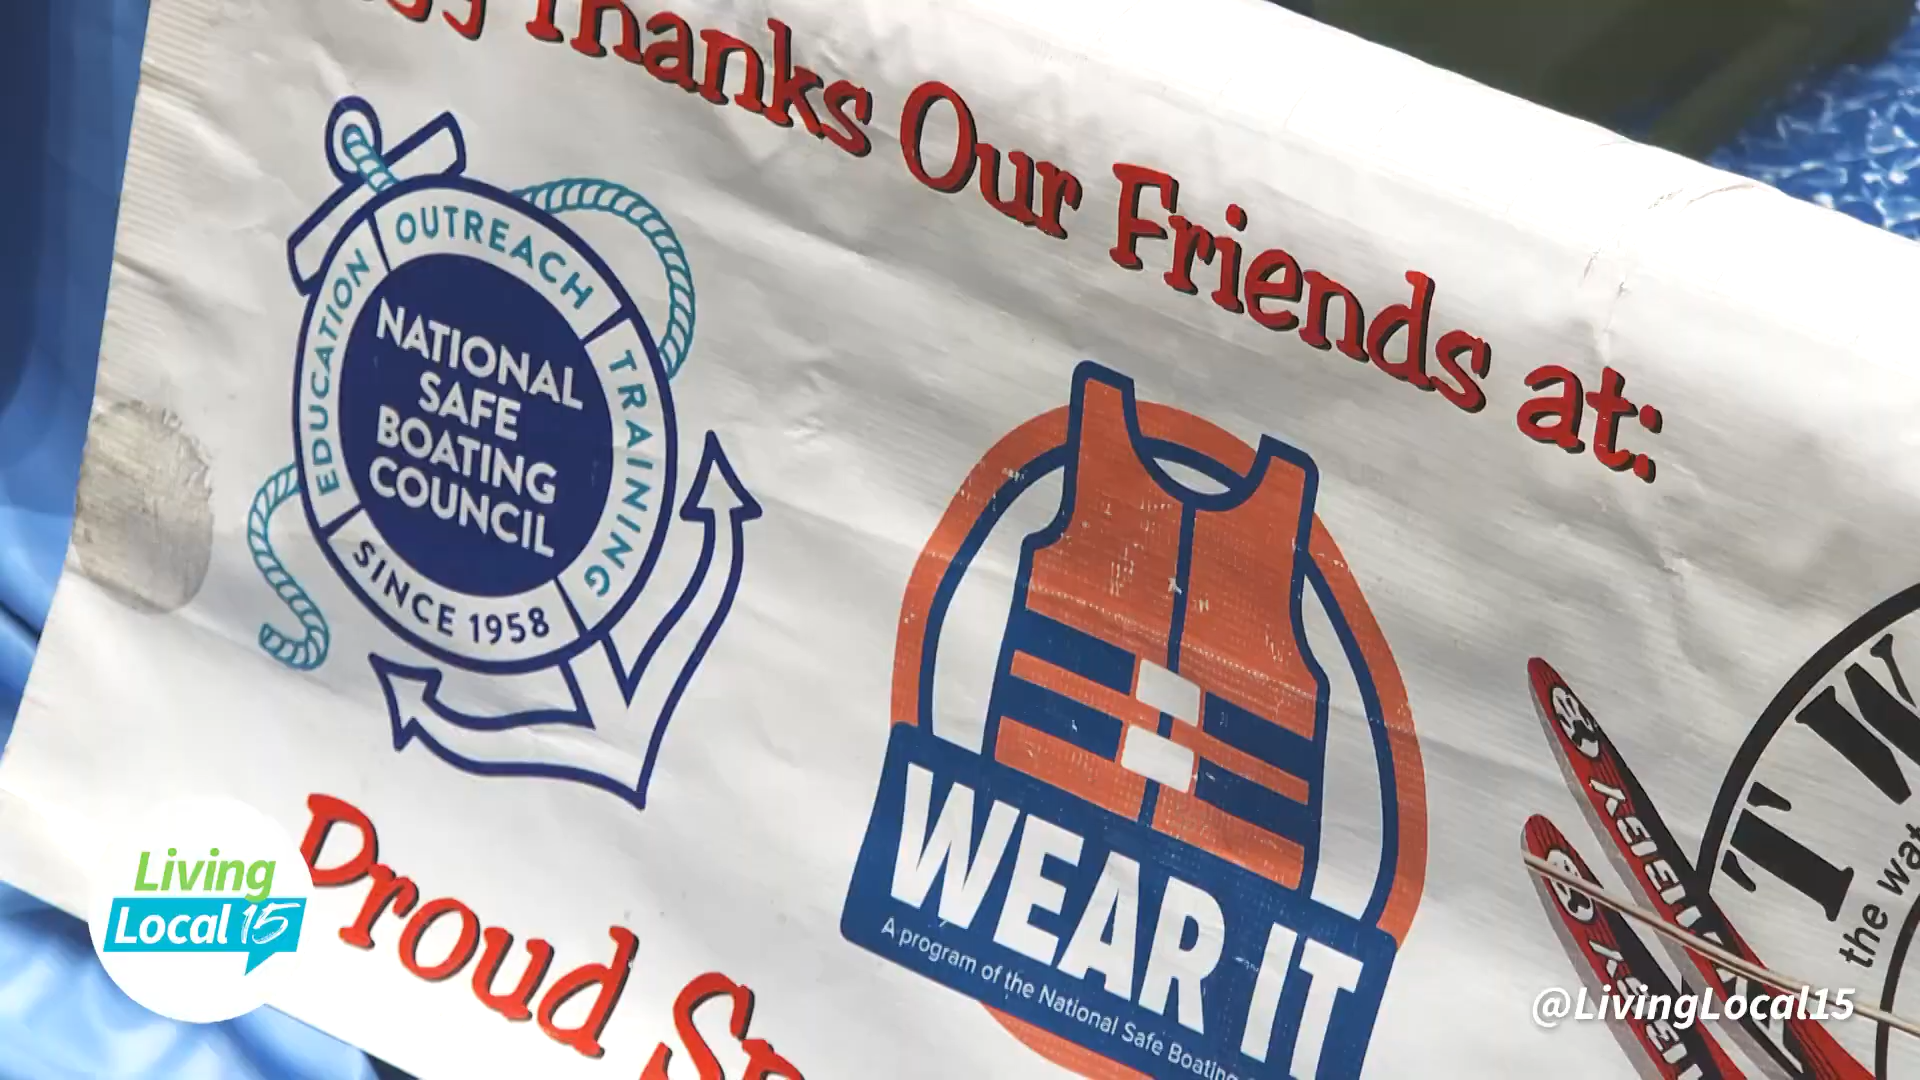 Thanks Our Friends at:
OUTREACH
EDUCATION
TRAINING
NATIONAL
SAFE
BOATING
COUNCIL
SINCE 1958
WEAR IT
A program of the National Safe Boating
Proud
the
Living
Local 15
@LivingLocal15